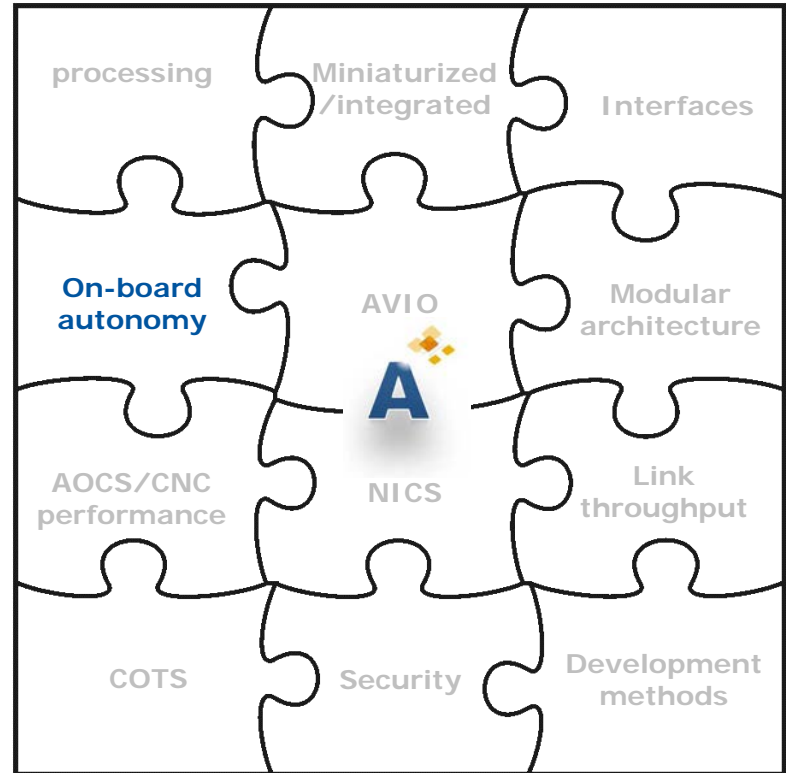 processing
Miniaturized
/integrated
Interfaces
On-board
autonomy
AVIO
A
Modular
architecture
AOCS/CNC
performance
NICS
Link
throughput
COTS
Security
Development
methods